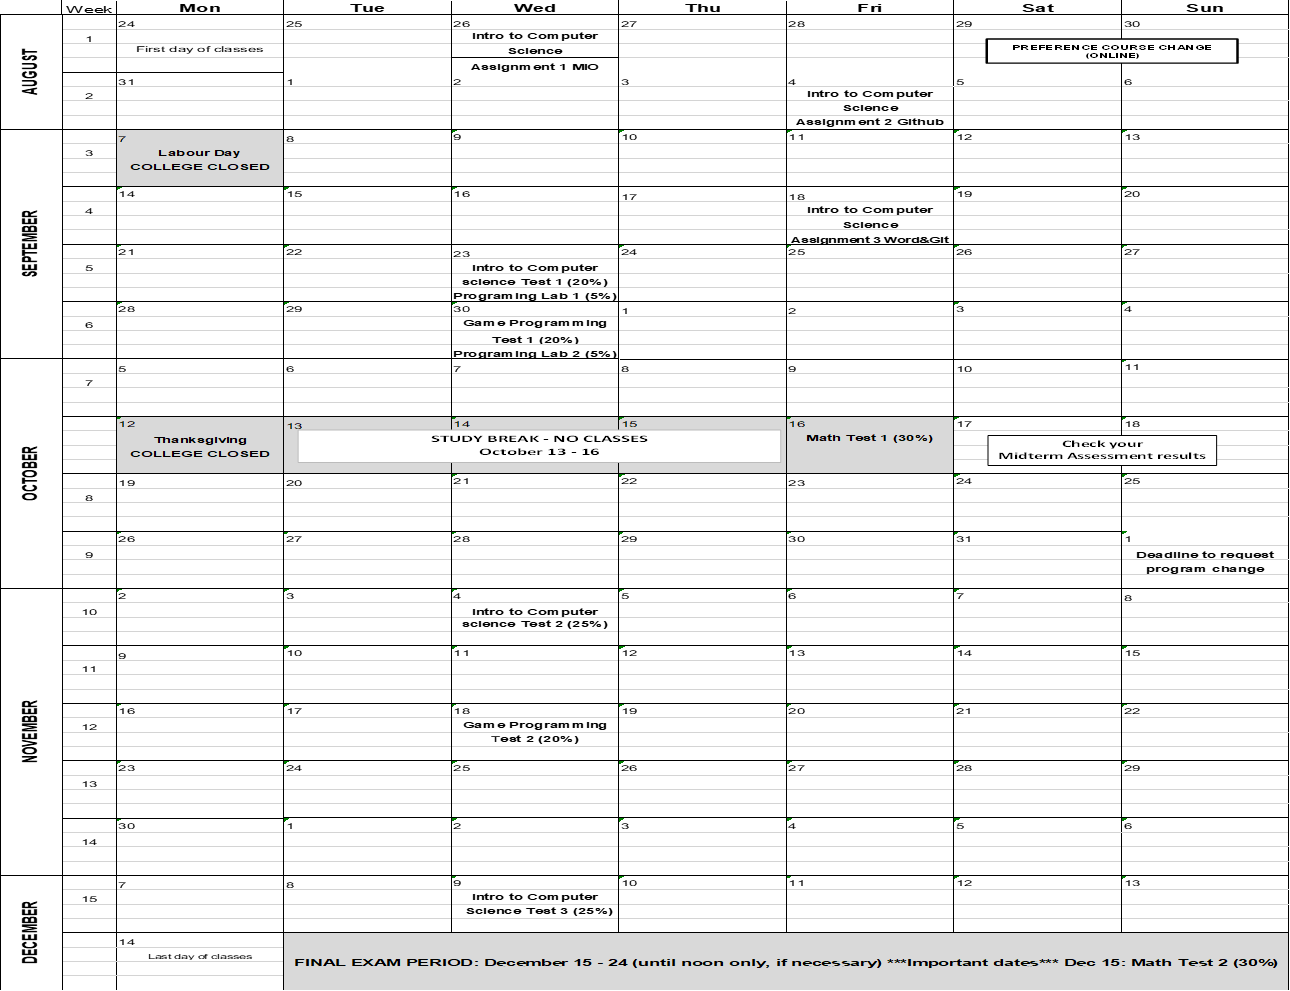 Week Mon Tue Wed Thu Fri Sat Sun
AUGUST
1
24 25 26 27 28 29 30
First day of classes
Intro to Computer
Science
Assignment 1 MIO
PREFERENCE COURSE CHANGE
(ONLINE)
2
31 1 2 3 4 5 6
Intro to Computer
Science
Assignment 2 Github
SEPTEMBER
3
7 8 9 10 11 12 13
Labour Day
COLLEGE CLOSED
4
14 15 16 17 18 19 20
Intro to Computer
Science
Assignment 3 Word&Git
5
21 22 23 24 25 26 27
Intro to Computer
science Test 1 (20%)
Programing Lab 1 (5%)
6
28 29 30 1 2 3 4
Game Programming
Test 1 (20%)
Programing Lab 2 (5%)
OCTOBER
7
5 6 7 8 9 10 11
12 13 14 15 16 17 18
Thanksgiving
COLLEGE CLOSED
STUDY BREAK - NO CLASSES
October 13 - 16
Math Test 1 (30%)
Check your
Midterm Assessment results
8
19 20 21 22 23 24 25
9
26 27 28 29 30 31 1
Deadline to request
program change
NOVEMBER
10
2 3 4 5 6 7 8
Intro to Computer
science Test 2 (25%)
11
9 10 11 12 13 14 15
12
16 17 18 19 20 21 22
Game Programming
Test 2 (20%)
13
23 24 25 26 27 28 29
14
30 1 2 3 4 5 6
DECEMBER
15
7 8 9 10 11 12 13
Intro to Computer
Science Test 3 (25%)
14
Last day of classes
FINAL EXAM PERIOD: December 15 - 24 (until noon only, if necessary) ***Important dates*** Dec 15: Math Test 2 (30%)